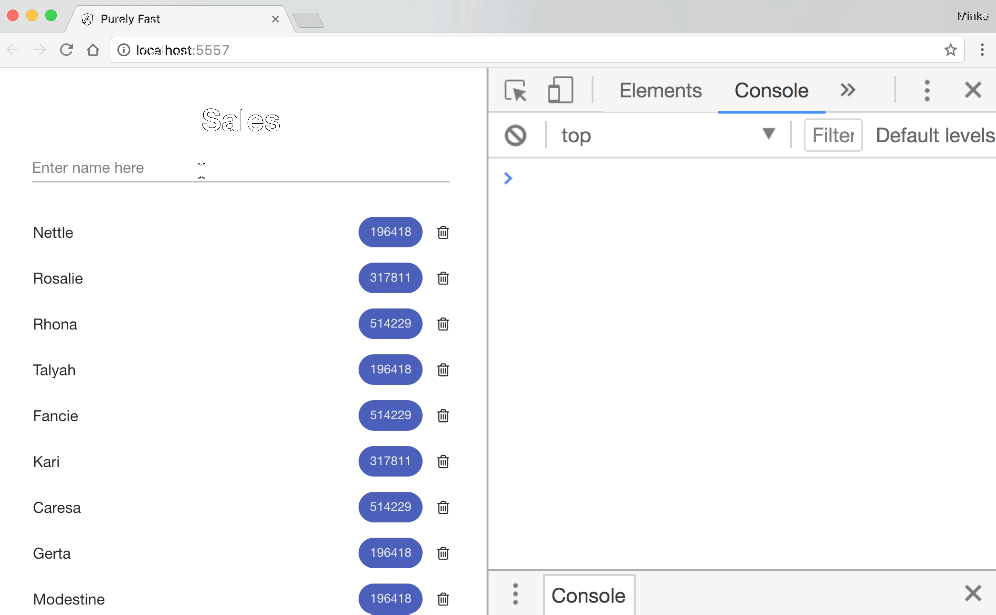 Purely Fast
Minko
localhost:5557
Elements Console
top Filter Default levels
Sales
Enter name here
Nettle 196418
Rosalie 317811
Rhona 514229
Talyah 196418
Fancie 514229
Kari 317811
Caresa 514229
Gerta 196418
Modestine 196418
Console